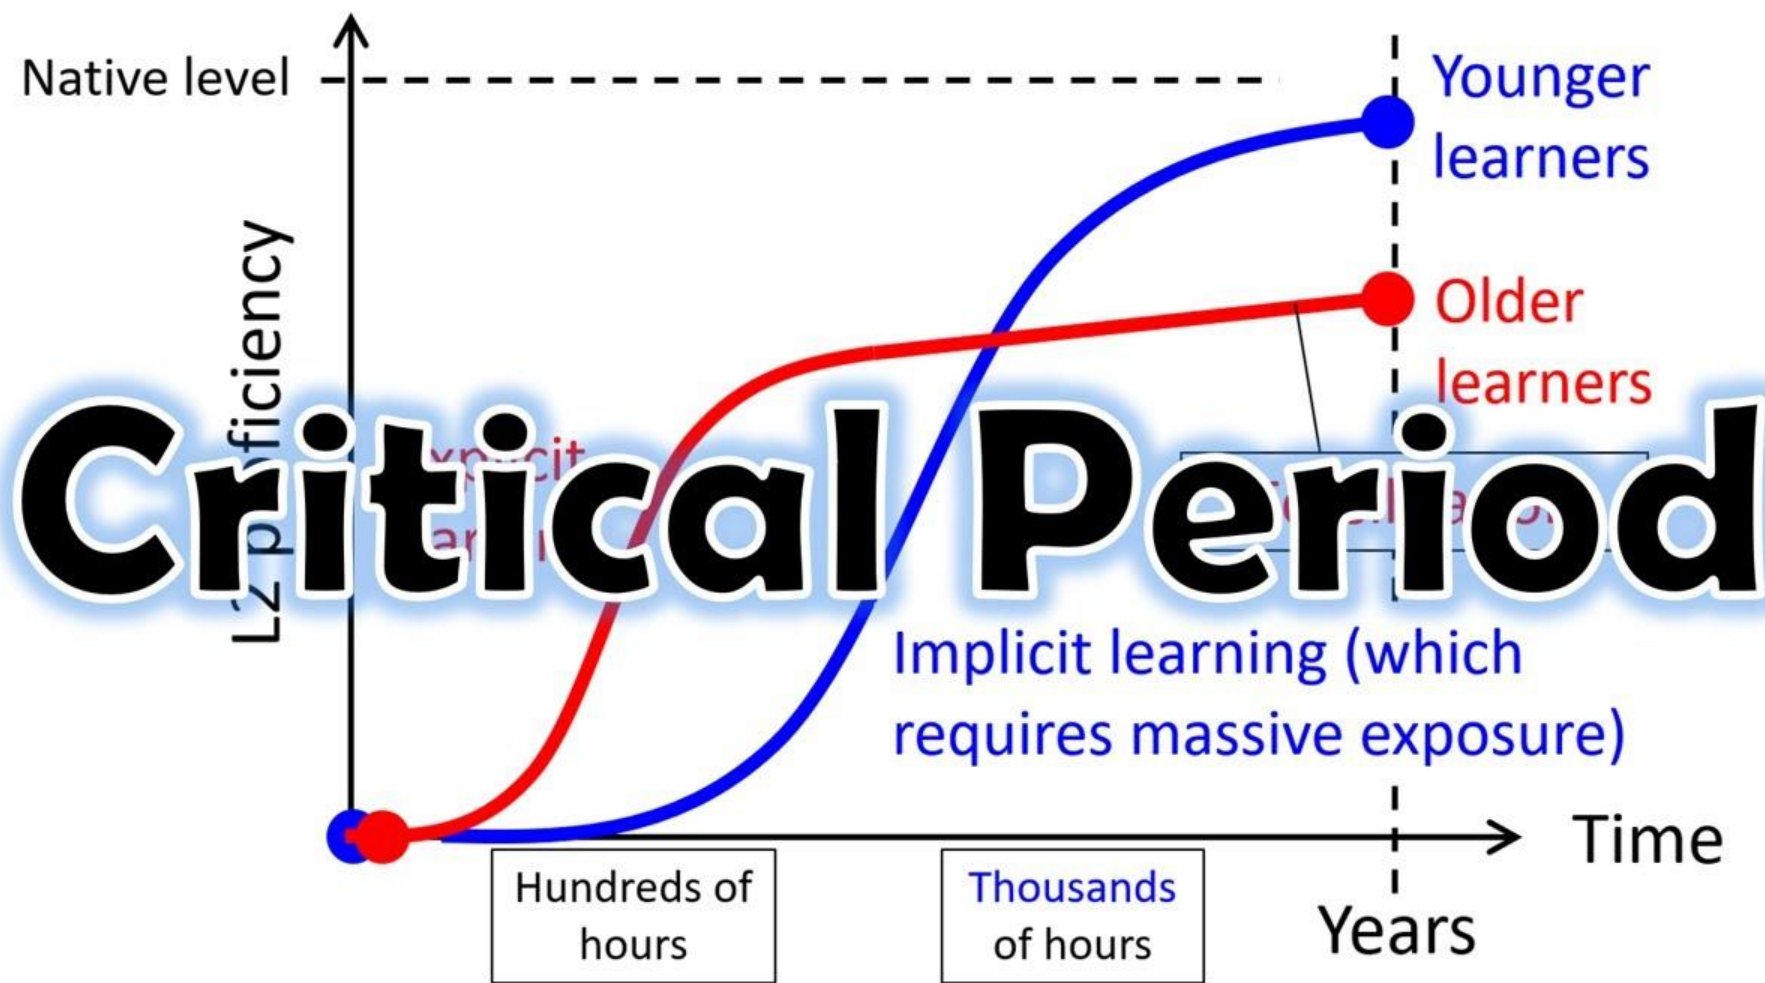 Native level
Younger
learners
Older
learners
L2 proficiency
Critical Period
Implicit learning (which
requires massive exposure)
Time
Hundreds of
hours
Thousands
of hours
Years